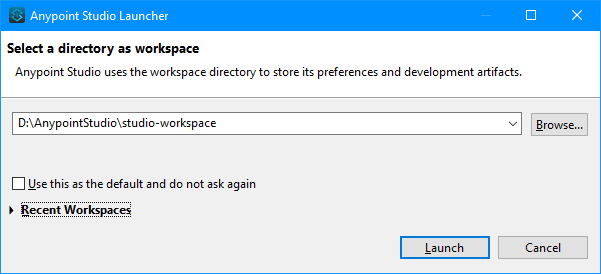 Anypoint Studio Launcher
Select a directory as workspace
Anypoint Studio uses the workspace directory to store its preferences and development artifacts.
D:\AnypointStudio\studio-workspace
Browse...
Use this as the default and do not ask again
Recent Workspaces
Launch
Cancel